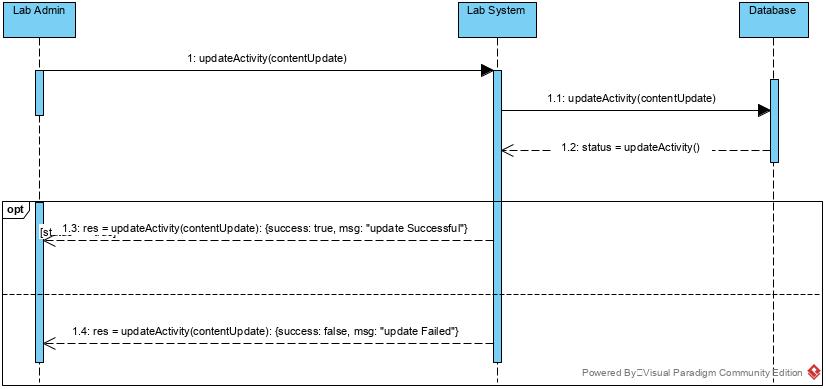 Lab Admin
Lab System
Database
1: updateActivity(contentUpdate)
1.1: updateActivity(contentUpdate)
1.2: status = updateActivity()
opt
1.3: res = updateActivity(contentUpdate): {success: true, msg: "update Successful"}
1.4: res = updateActivity(contentUpdate): {success: false, msg: "update Failed"}
Powered By Visual Paradigm Community Edition